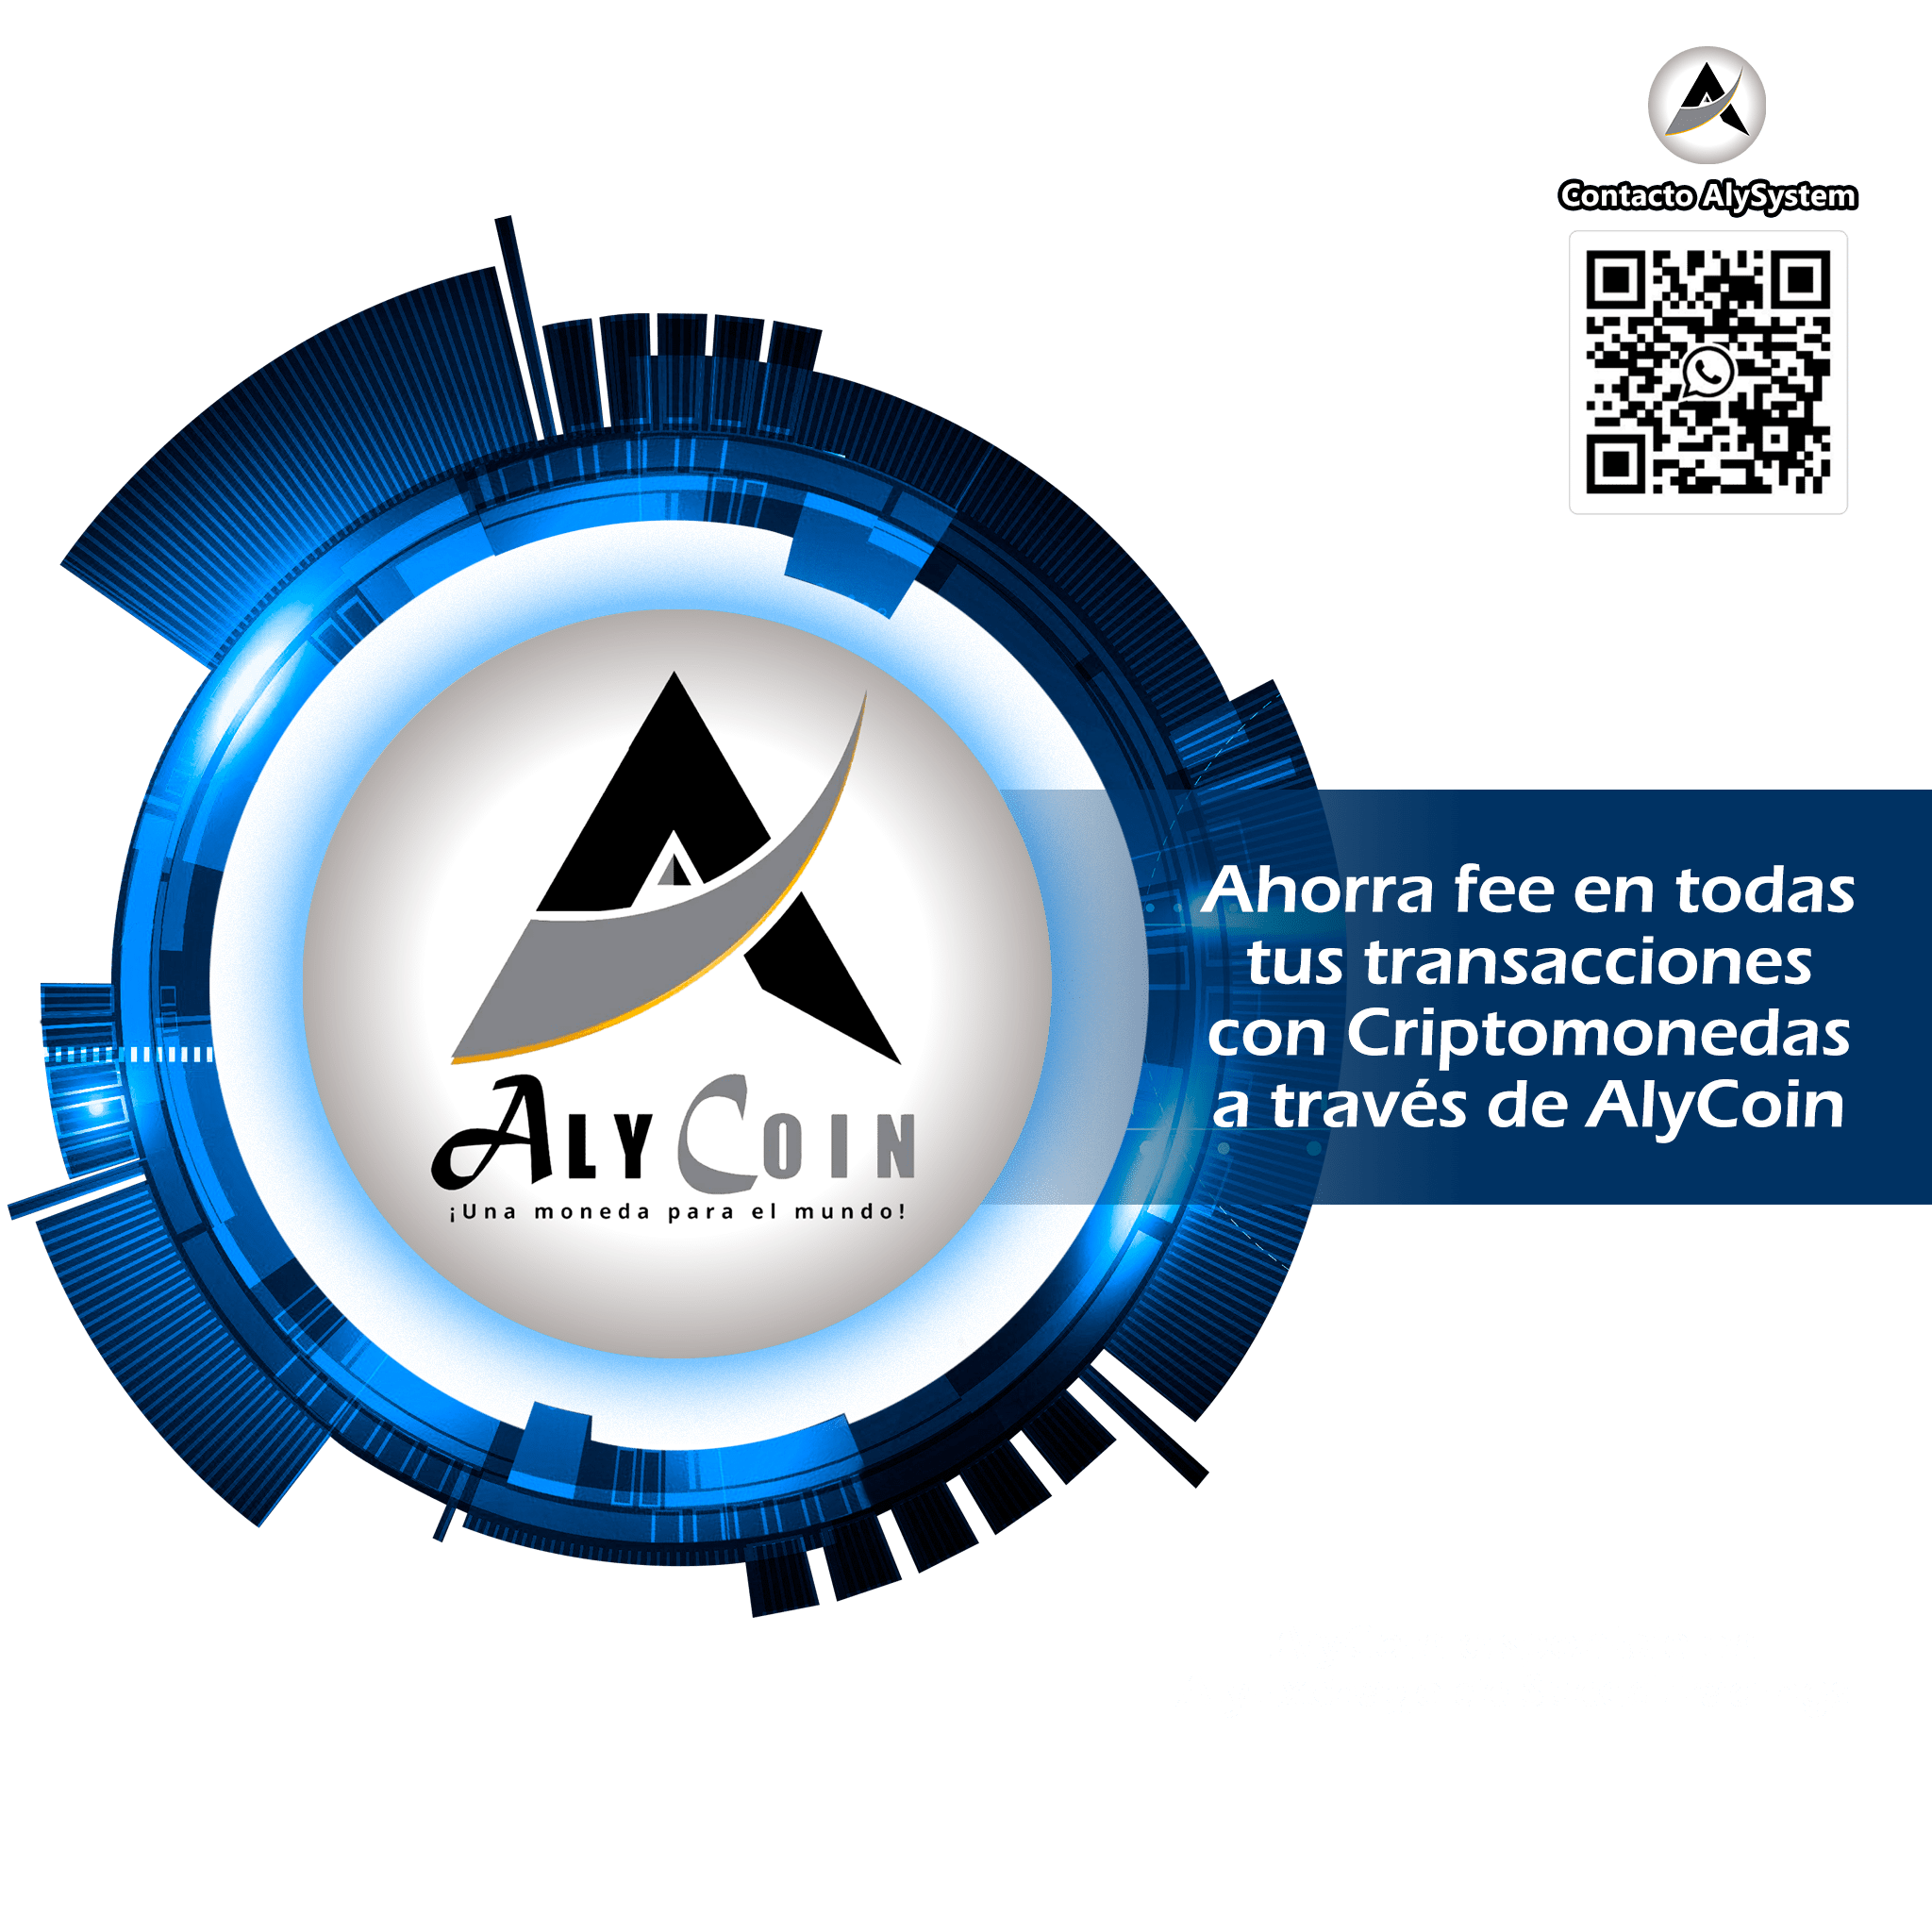 Contacto AlySystem
ALYCOIN
¡Una moneda para el mundo!
Ahorra fee en todas
tus transacciones
con Criptomonedas
a través de AlyCoin